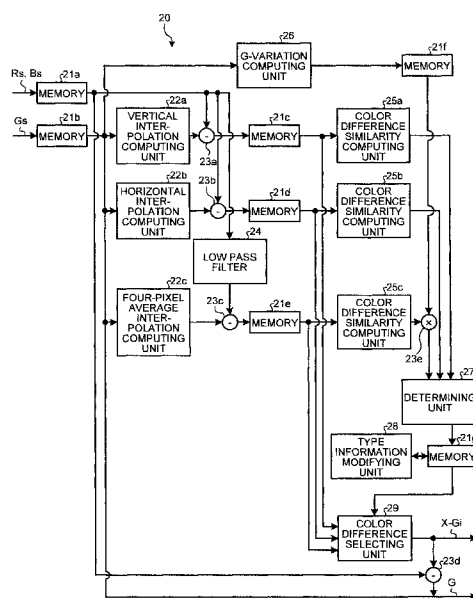 20
26
G-VARIATION
COMPUTING
UNIT
21f
MEMORY
Rs, Bs
21a
MEMORY
Gs
21b
MEMORY
22a
VERTICAL
INTER-
POLATION
COMPUTING
UNIT
-
23a
21c
MEMORY
25a
COLOR
DIFFERENCE
SIMILARITY
COMPUTING
UNIT
22b
HORIZONTAL
INTER-
POLATION
COMPUTING
UNIT
23b
-
21d
MEMORY
25b
COLOR
DIFFERENCE
SIMILARITY
COMPUTING
UNIT
24
LOW PASS
FILTER
22c
FOUR-PIXEL
AVERAGE
INTER-
POLATION
COMPUTING
UNIT
23c
-
21e
MEMORY
25c
COLOR
DIFFERENCE
SIMILARITY
COMPUTING
UNIT
×
23e
27
DETERMINING
UNIT
28
TYPE
INFORMATION
MODIFYING
UNIT
21g
MEMORY
29
COLOR
DIFFERENCE
SELECTING
UNIT
X-Gi
23d
-
G